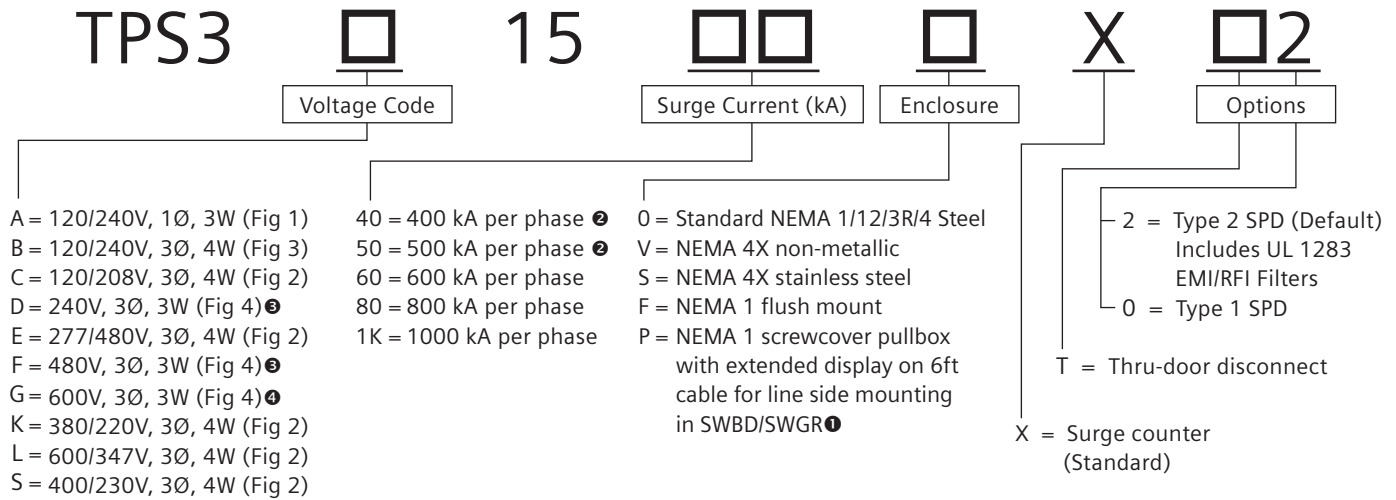 TPS3 □ 15 □□ □ X □2
Voltage Code
Surge Current (kA)
Enclosure
Options
A = 120/240V, 1Ø, 3W (Fig 1)
B = 120/240V, 3Ø, 4W (Fig 3)
C = 120/208V, 3Ø, 4W (Fig 2)
D = 240V, 3Ø, 3W (Fig 4)❸
E = 277/480V, 3Ø, 4W (Fig 2)
F = 480V, 3Ø, 3W (Fig 4)❸
G = 600V, 3Ø, 3W (Fig 4)❹
K = 380/220V, 3Ø, 4W (Fig 2)
L = 600/347V, 3Ø, 4W (Fig 2)
S = 400/230V, 3Ø, 4W (Fig 2)
40 = 400 kA per phase ❷
50 = 500 kA per phase ❷
60 = 600 kA per phase
80 = 800 kA per phase
1K = 1000 kA per phase
0 = Standard NEMA 1/12/3R/4 Steel
V = NEMA 4X non-metallic
S = NEMA 4X stainless steel
F = NEMA 1 flush mount
P = NEMA 1 screwcover pullbox
with extended display on 6ft
cable for line side mounting
in SWBD/SWGR❶
2 = Type 2 SPD (Default)
Includes UL 1283
EMI/RFI Filters
0 = Type 1 SPD
T = Thru-door disconnect
X = Surge counter
(Standard)